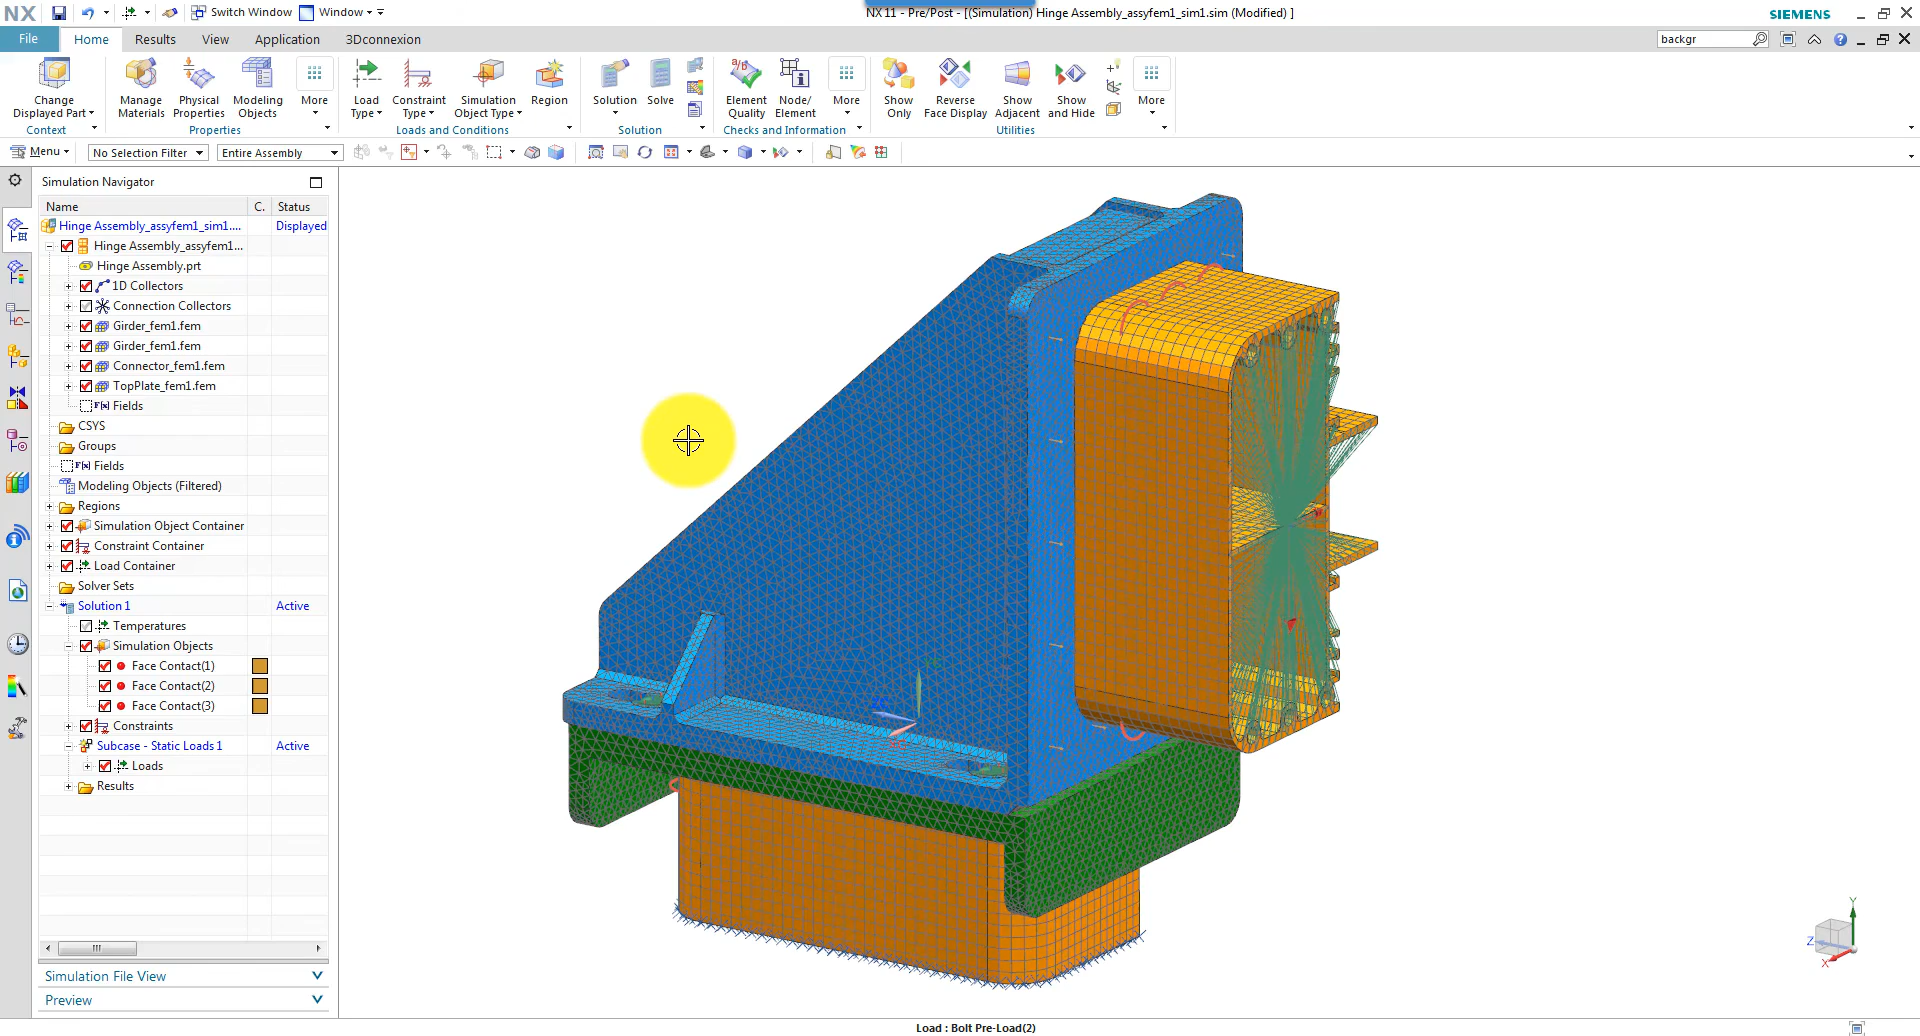 NX Switch Window Window NX 11 - Pre/Post - [(Simulation) Hinge Assembly_assyfem1_sim1.sim (Modified) ] SIEMENS
File Home Results View Application 3Dconnexion backgr
Change Displayed Part
Manage Materials
Physical Properties
Modeling Objects
More
Load Type
Constraint Type
Simulation Object Type
Region
Solution
Solve
Element Quality
Node/ Element
More
Show Only
Reverse Face Display
Show Adjacent
Show and Hide
More
Context Properties Loads and Conditions Solution Checks and Information Utilities
Menu No Selection Filter Entire Assembly
Simulation Navigator
Name C. Status
Hinge Assembly_assyfem1_sim1.... Displayed
Hinge Assembly_assyfem1...
Hinge Assembly.prt
1D Collectors
Connection Collectors
Girder_fem1.fem
Girder_fem1.fem
Connector_fem1.fem
TopPlate_fem1.fem
Fields
CSYS
Groups
Fields
Modeling Objects (Filtered)
Regions
Simulation Object Container
Constraint Container
Load Container
Solver Sets
Solution 1 Active
Temperatures
Simulation Objects
Face Contact(1)
Face Contact(2)
Face Contact(3)
Constraints
Subcase - Static Loads 1 Active
Loads
Results
Simulation File View
Preview
Y
Z
X
Load : Bolt Pre-Load(2)